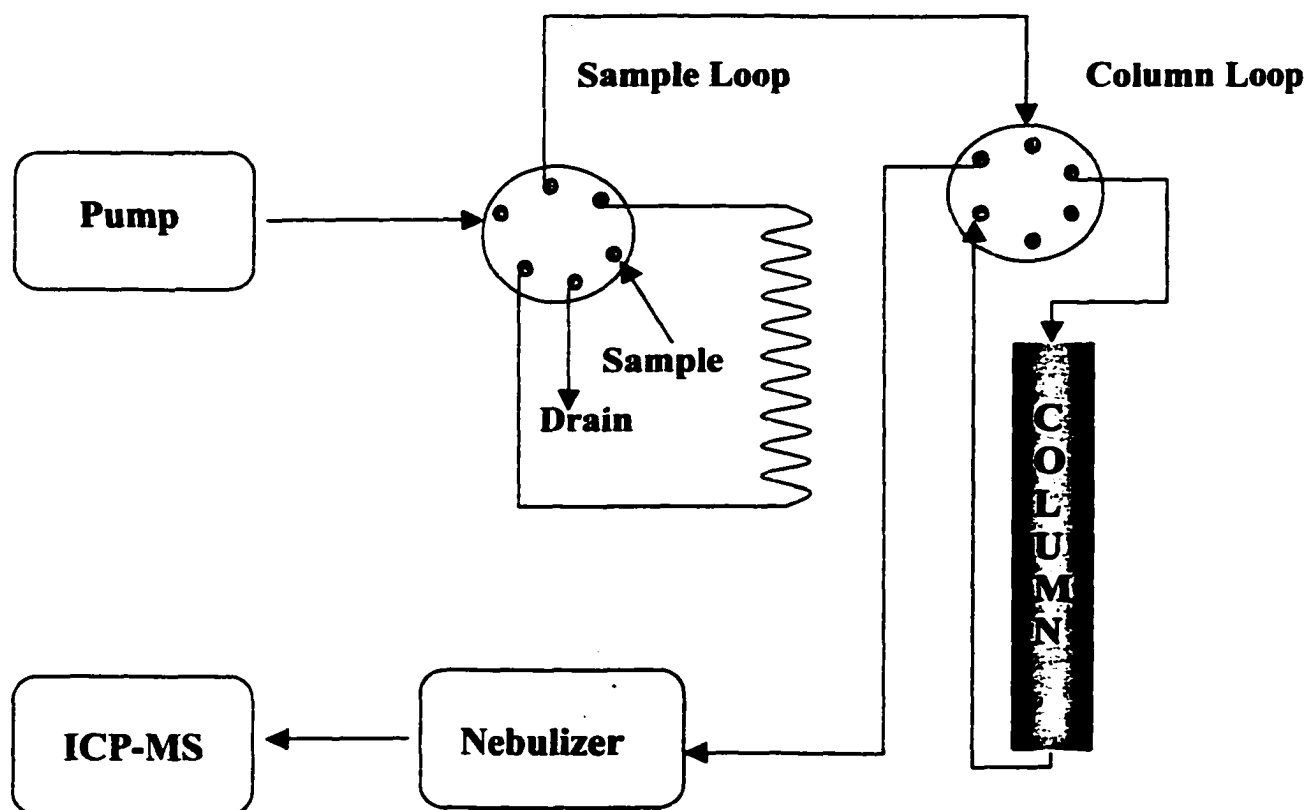 Sample Loop
Column Loop
Pump
Sample
Drain
COLUMN
ICP-MS
Nebulizer